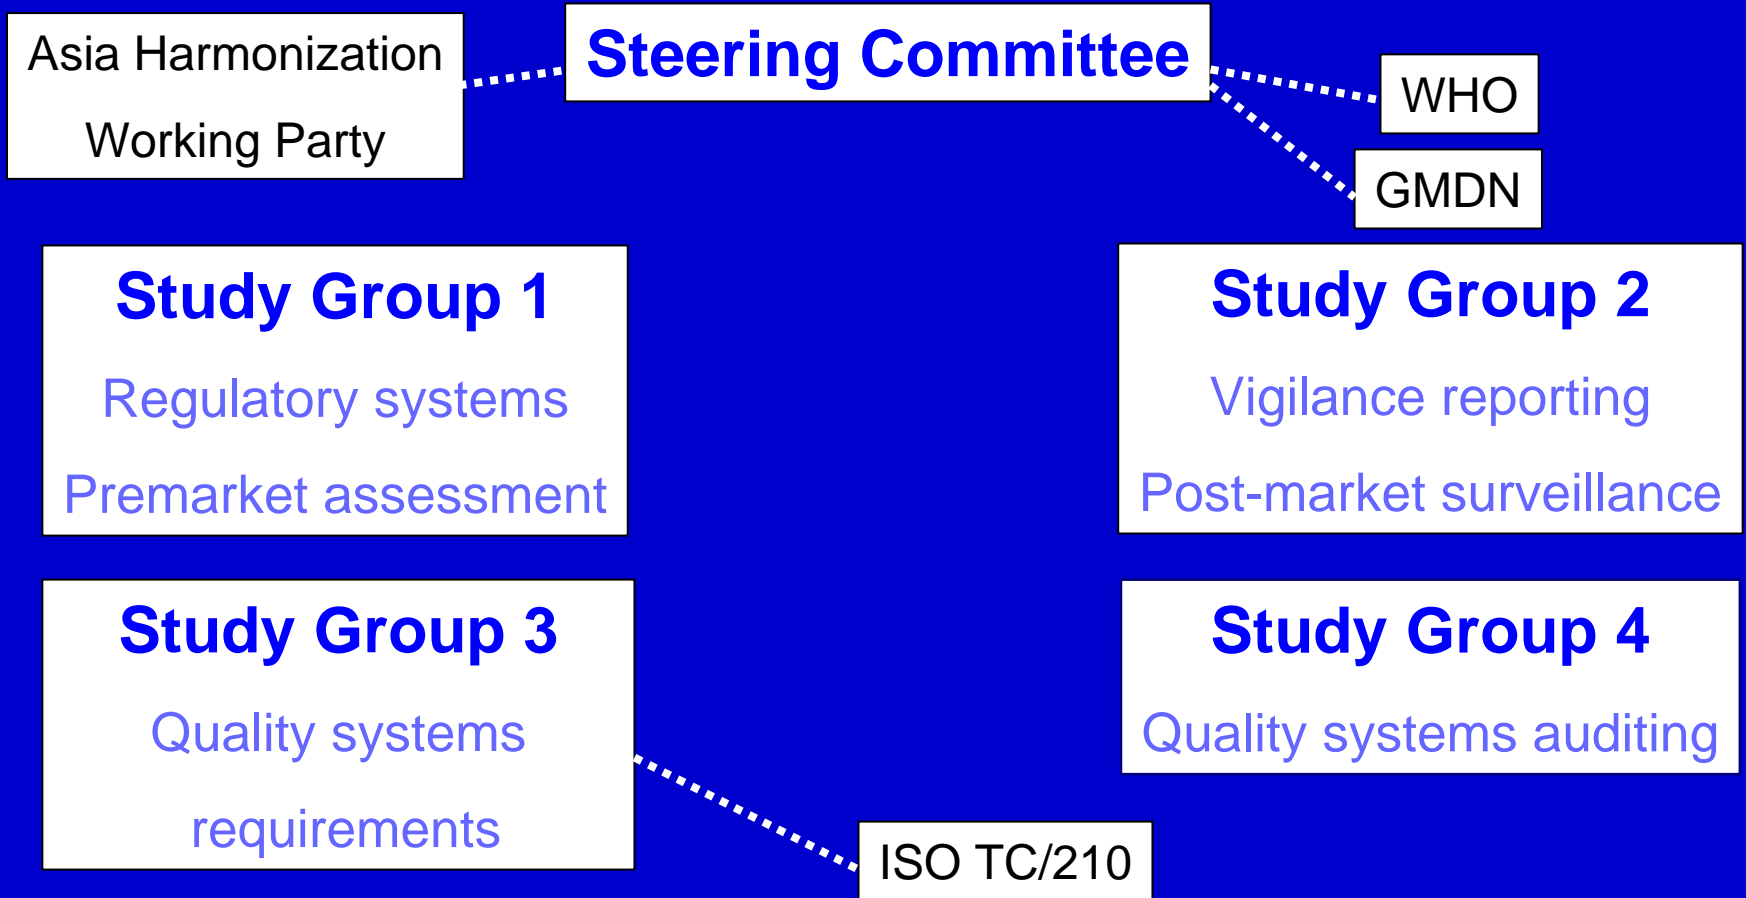 Asia Harmonization
Working Party
Steering Committee
WHO
GMDN
Study Group 1
Regulatory systems
Premarket assessment
Study Group 2
Vigilance reporting
Post-market surveillance
Study Group 3
Quality systems
requirements
Study Group 4
Quality systems auditing
ISO TC/210